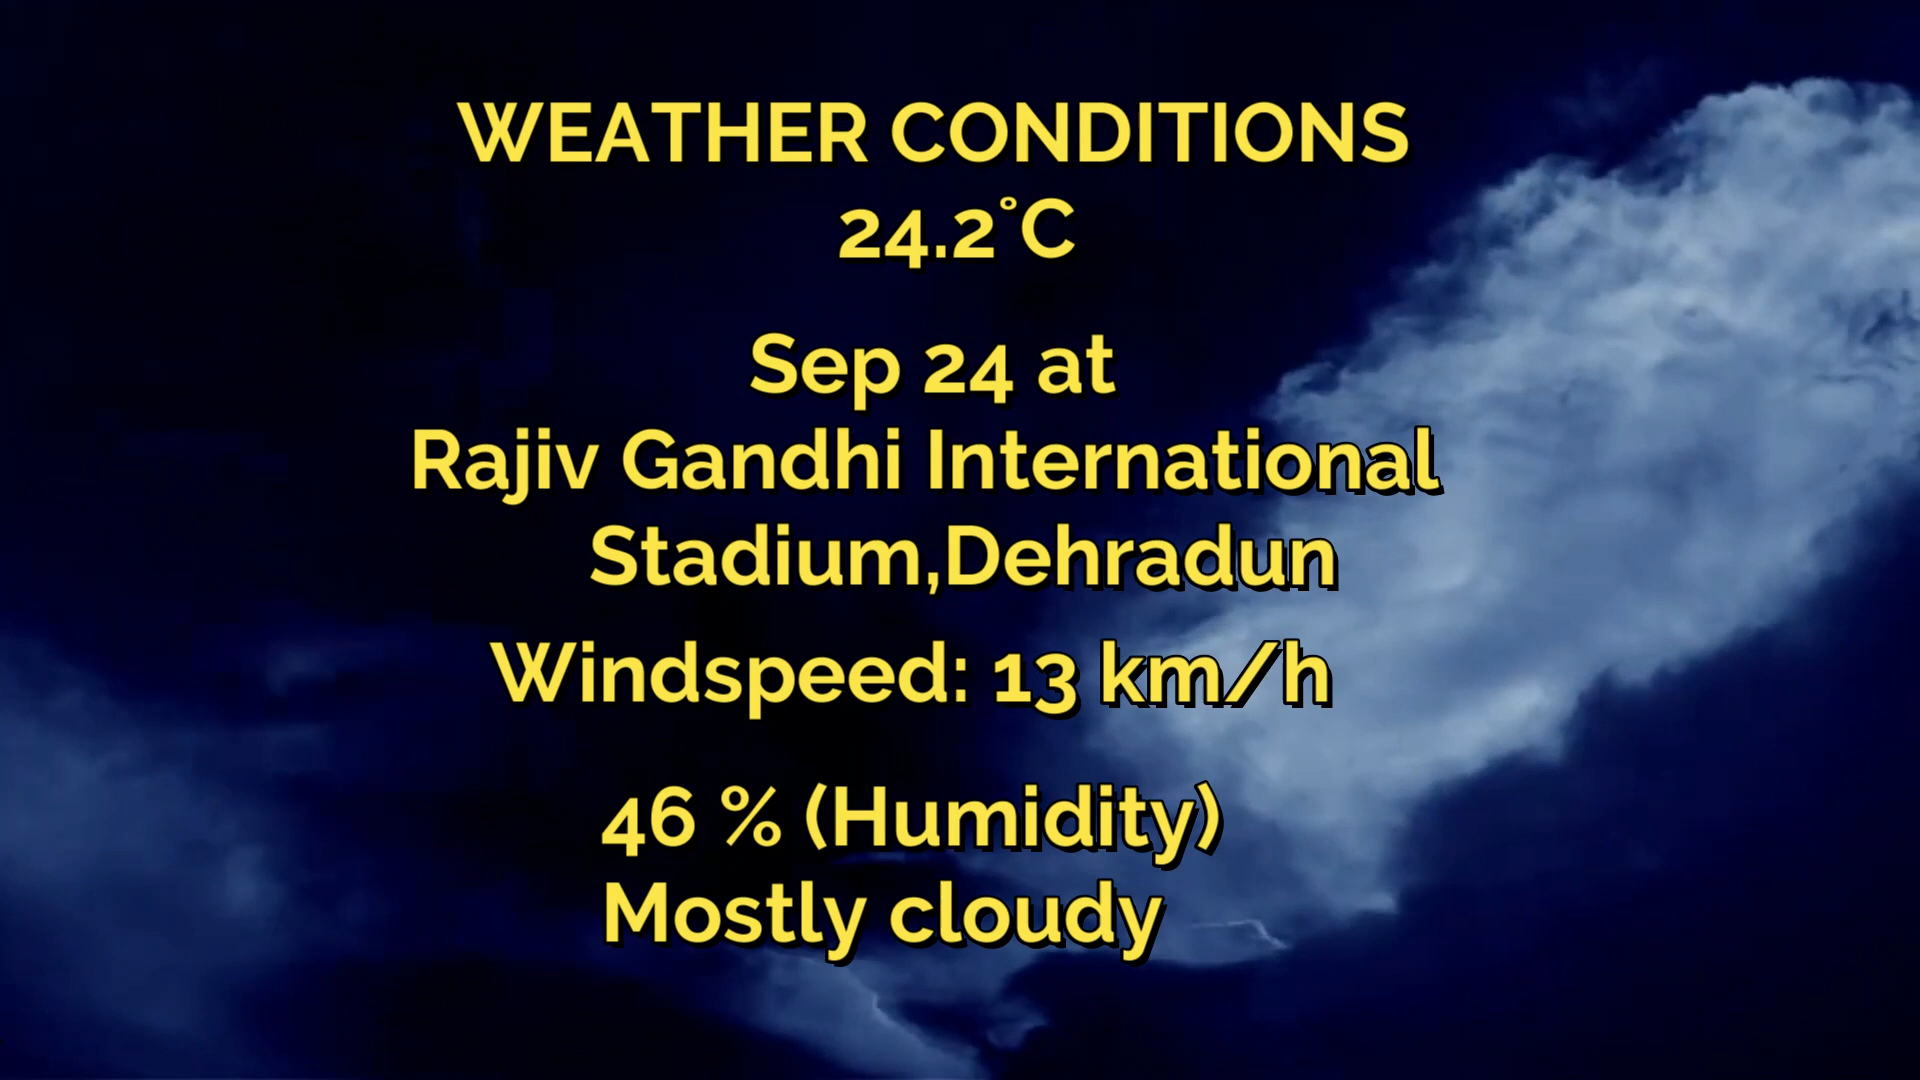 WEATHER CONDITIONS
24.2°C
Sep 24 at
Rajiv Gandhi International
Stadium,Dehradun
Windspeed: 13 km/h
46 % (Humidity)
Mostly cloudy